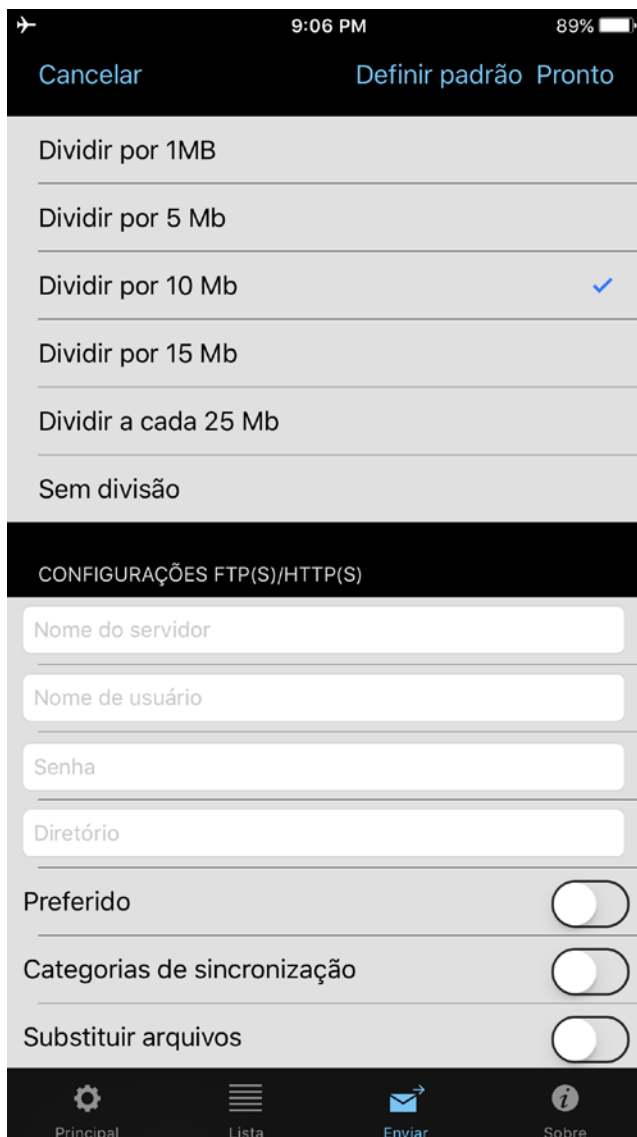 9:06 PM 89%
Cancelar Definir padrão Pronto
Dividir por 1MB
Dividir por 5 Mb
Dividir por 10 Mb
Dividir por 15 Mb
Dividir a cada 25 Mb
Sem divisão
CONFIGURAÇÕES FTP(S)/HTTP(S)
Nome do servidor
Nome de usuário
Senha
Diretório
Preferido
Categorias de sincronização
Substituir arquivos
Principal Lista Enviar Sobre